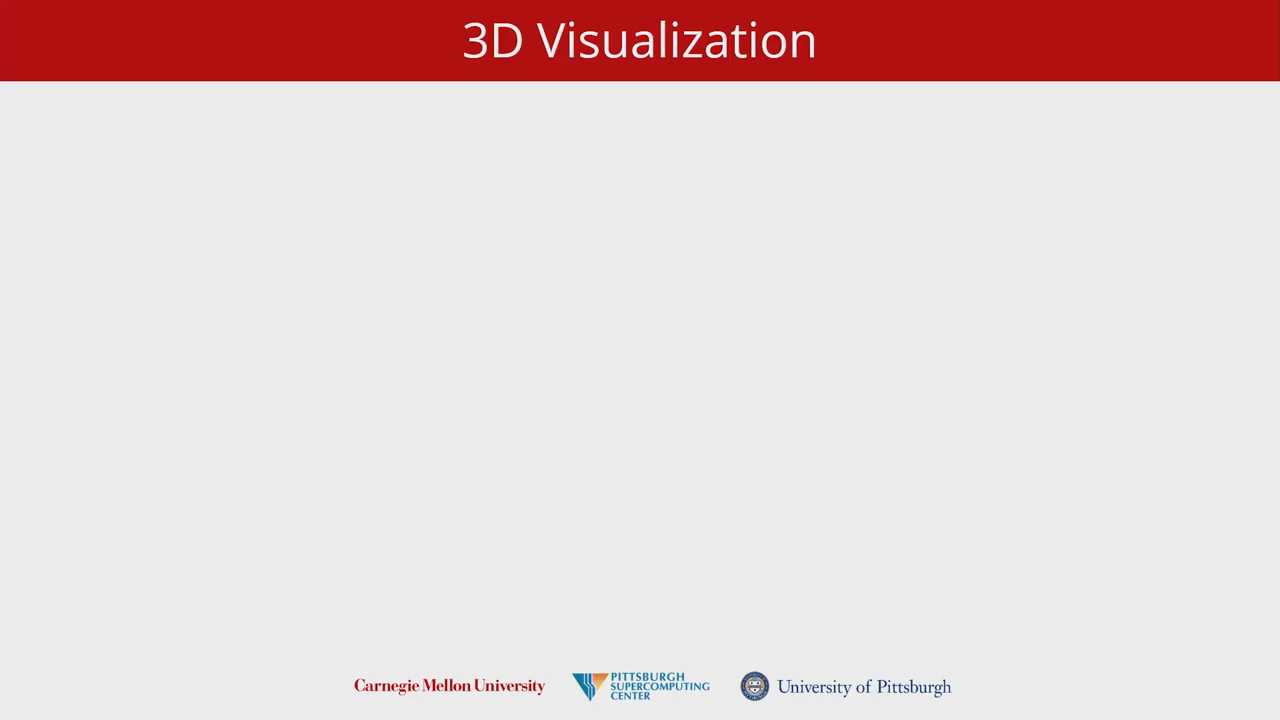 3D Visualization
Carnegie Mellon University
PITTSBURGH
SUPERCOMPUTING
CENTER
University of Pittsburgh